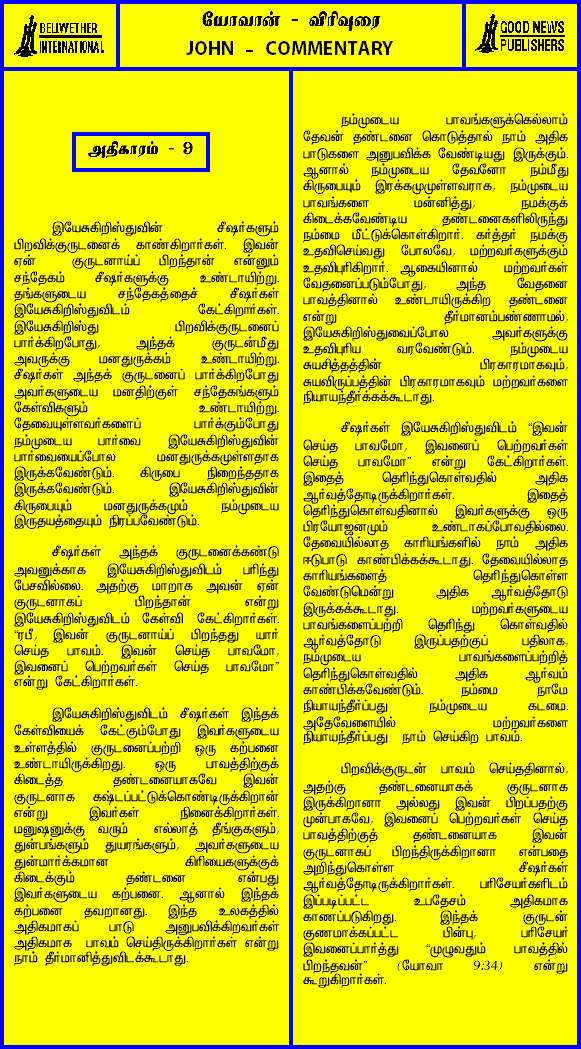 BELIWETHER
INTERNATIONAL
யோவான் - விரிவுரை
JOHN - COMMENTARY
GOOD NEWS
PUBLISHERS
அதிகாரம் - 9
இயேசுகிறிஸ்துவின் சீஷர்களும்
பிறவிக்குருடனைக் காண்கிறார்கள். இவன்
ஏன் குருடனாய்ப் பிறந்தான் என்னும்
சந்தேகம் சீஷர்களுக்கு உண்டாயிற்று.
தங்களுடைய சந்தேகத்தைச் சீஷர்கள்
இயேசுகிறிஸ்துவிடம் கேட்கிறார்கள்.
இயேசுகிறிஸ்து பிறவிக்குருடனைப்
பார்க்கிறபோது, அந்தக் குருடன்மீது
அவருக்கு மனதுருக்கம் உண்டாயிற்று.
சீஷர்கள் அந்தக் குருடனைப் பார்க்கிறபோது
அவர்களுடைய மனதிற்குள் சந்தேகங்களும்
கேள்விகளும் உண்டாயிற்று.
தேவையுள்ளவர்களைப் பார்க்கும்போது
நம்முடைய பார்வை இயேசுகிறிஸ்துவின்
பார்வையைப்போல மனதுருக்கமுள்ளதாக
இருக்கவேண்டும். கிருபை நிறைந்ததாக
இருக்கவேண்டும். இயேசுகிறிஸ்துவின்
கிருபையும் மனதுருக்கமும் நம்முடைய
இருதயத்தையும் நிரப்பவேண்டும்.
சீஷர்கள் அந்தக் குருடனைக்கண்டு
அவனுக்காக இயேசுகிறிஸ்துவிடம் பரிந்து
பேசவில்லை. அதற்கு மாறாக அவன் ஏன்
குருடனாகப் பிறந்தான் என்று
இயேசுகிறிஸ்துவிடம் கேள்வி கேட்கிறார்கள்.
"ரபீ, இவன் குருடனாய்ப் பிறந்தது யார்
செய்த பாவம். இவன் செய்த பாவமோ,
இவனைப் பெற்றவர்கள் செய்த பாவமோ"
என்று கேட்கிறார்கள்.
இயேசுகிறிஸ்துவிடம் சீஷர்கள் இந்தக்
கேள்வியைக் கேட்கும்போது இவர்களுடைய
உள்ளத்தில் குருடனைப்பற்றி ஒரு கற்பனை
உண்டாயிருக்கிறது. ஒரு பாவத்திற்குக்
கிடைத்த தண்டனையாகவே இவன்
குருடனாக கஷ்டப்பட்டுக்கொண்டிருக்கிறான்
என்று இவர்கள் நினைக்கிறார்கள்.
மனுஷனுக்கு வரும் எல்லாத் தீங்குகளும்,
துன்பங்களும் துயரங்களும், அவர்களுடைய
துன்மார்க்கமான கிரியைகளுக்குக்
கிடைக்கும் தண்டனை என்பது
இவர்களுடைய கற்பனை. ஆனால் இந்தக்
கற்பனை தவறானது. இந்த உலகத்தில்
அதிகமாகப் பாடு அனுபவிக்கிறவர்கள்
அதிகமாக பாவம் செய்திருக்கிறார்கள் என்று
நாம் தீர்மானித்துவிடக்கூடாது.
நம்முடைய பாவங்களுக்கெல்லாம்
தேவன் தண்டனை கொடுத்தால் நாம் அதிக
பாடுகளை அனுபவிக்க வேண்டியது இருக்கும்.
ஆனால் நம்முடைய தேவனோ நம்மீது
கிருபையும் இரக்கமுமுள்ளவராக, நம்முடைய
பாவங்களை மன்னித்து, நமக்குக்
கிடைக்கவேண்டிய தண்டனைகளிலிருந்து
நம்மை மீட்டுக்கொள்கிறார். கர்த்தர் நமக்கு
உதவிசெய்வது போலவே, மற்றவர்களுக்கும்
உதவிபுரிகிறார். ஆகையினால் மற்றவர்கள்
வேதனைப்படும்போது, அந்த வேதனை
பாவத்தினால் உண்டாயிருக்கிற தண்டனை
என்று தீர்மானம்பண்ணாமல்,
இயேசுகிறிஸ்துவைப்போல அவர்களுக்கு
உதவிபுரிய வரவேண்டும். நம்முடைய
சுயசித்தத்தின் பிரகாரமாகவும்,
சுயவிருப்பத்தின் பிரகாரமாகவும் மற்றவர்களை
நியாயந்தீர்க்கக்கூடாது.
சீஷர்கள் இயேசுகிறிஸ்துவிடம் "இவன்
செய்த பாவமோ, இவனைப் பெற்றவர்கள்
செய்த பாவமோ" என்று கேட்கிறார்கள்.
இதைத் தெரிந்துகொள்வதில் அதிக
ஆர்வத்தோடிருக்கிறார்கள். இதைத்
தெரிந்துகொள்வதினால் இவர்களுக்கு ஒரு
பிரயோஜனமும் உண்டாகப்போவதில்லை.
தேவையில்லாத காரியங்களில் நாம் அதிக
ஈடுபாடு காண்பிக்கக்கூடாது. தேவையில்லாத
காரியங்களைத் தெரிந்துகொள்ள
வேண்டுமென்று அதிக ஆர்வத்தோடு
இருக்கக்கூடாது. மற்றவர்களுடைய
பாவங்களைப்பற்றி தெரிந்து கொள்வதில்
ஆர்வத்தோடு இருப்பதற்குப் பதிலாக,
நம்முடைய பாவங்களைப்பற்றித்
தெரிந்துகொள்வதில் அதிக ஆர்வம்
காண்பிக்கவேண்டும். நம்மை நாமே
நியாயந்தீர்ப்பது நம்முடைய கடமை.
அதேவேளையில் மற்றவர்களை
நியாயந்தீர்ப்பது நாம் செய்கிற பாவம்.
பிறவிக்குருடன் பாவம் செய்ததினால்,
அதற்கு தண்டனையாகக் குருடனாக
இருக்கிறானா அல்லது இவன் பிறப்பதற்கு
முன்பாகவே, இவனைப் பெற்றவர்கள் செய்த
பாவத்திற்குத் தண்டனையாக இவன்
குருடனாகப் பிறந்திருக்கிறானா என்பதை
அறிந்துகொள்ள சீஷர்கள்
ஆர்வத்தோடிருக்கிறார்கள். பரிசேயர்களிடம்
இப்படிப்பட்ட உபதேசம் அதிகமாக
காணப்படுகிறது. இந்தக் குருடன்
குணமாக்கப்பட்ட பின்பு, பரிசேயர்
இவனைப்பார்த்து "முழுவதும் பாவத்தில்
பிறந்தவன்" (யோவா 9:34) என்று
கூறுகிறார்கள்.